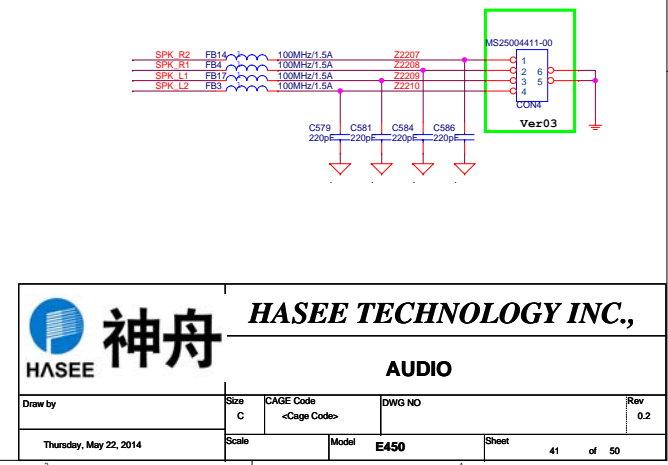 MS25004411-00
SPK_R2 FB14 100MHz/1.5A Z2207 1
SPK_R1 FB4 100MHz/1.5A Z2208 2 6
SPK_L1 FB17 100MHz/1.5A Z2209 3 5
SPK_L2 FB3 100MHz/1.5A Z2210 4
CON4
Ver03
C579 C581 C584 C586
220pF 220pF 220pF 220pF
HASEE 神舟
HASEE TECHNOLOGY INC.,
AUDIO
Draw by
Size CAGE Code DWG NO Rev
C <Cage Code> 0.2
Thursday, May 22, 2014
Scale Model E450 Sheet 41 of 50